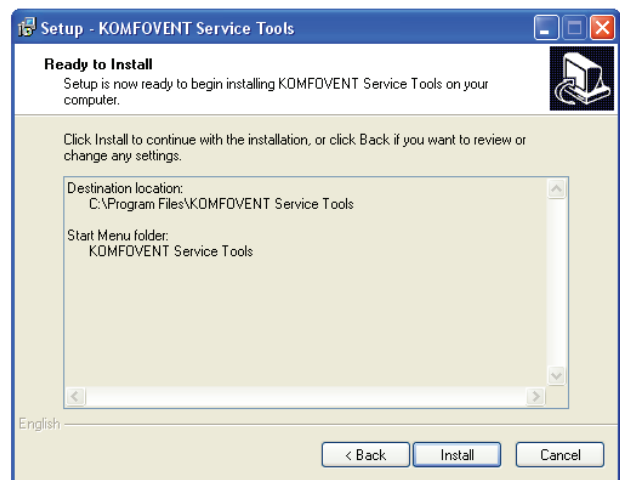 Setup - KOMFOVENT Service Tools
Ready to Install
Setup is now ready to begin installing KOMFOVENT Service Tools on your
computer.
Click Install to continue with the installation, or click Back if you want to review or
change any settings.
Destination location:
C:\Program Files\KOMFOVENT Service Tools
Start Menu folder:
KOMFOVENT Service Tools
English
< Back
Install
Cancel